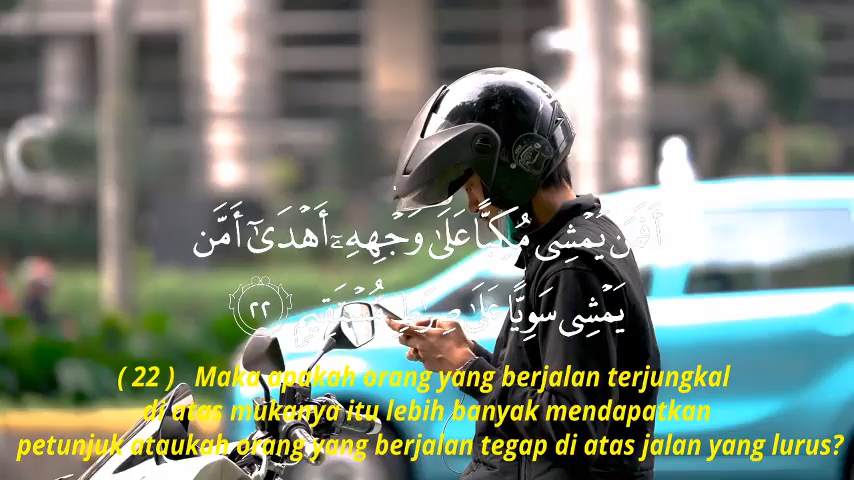 أَفَمَن يَمْشِى مُكِبًّا عَلَىٰ وَجْهِهِۦٓ أَهْدَىٰٓ أَمَّن
يَمْشِى سَوِيًّا عَلَىٰ صِرَٰطٍ مُّسْتَقِيمٍ ٢٢
( 22 ) Maka apakah orang yang berjalan terjungkal
di atas mukanya itu lebih banyak mendapatkan
petunjuk ataukah orang yang berjalan tegap di atas jalan yang lurus?